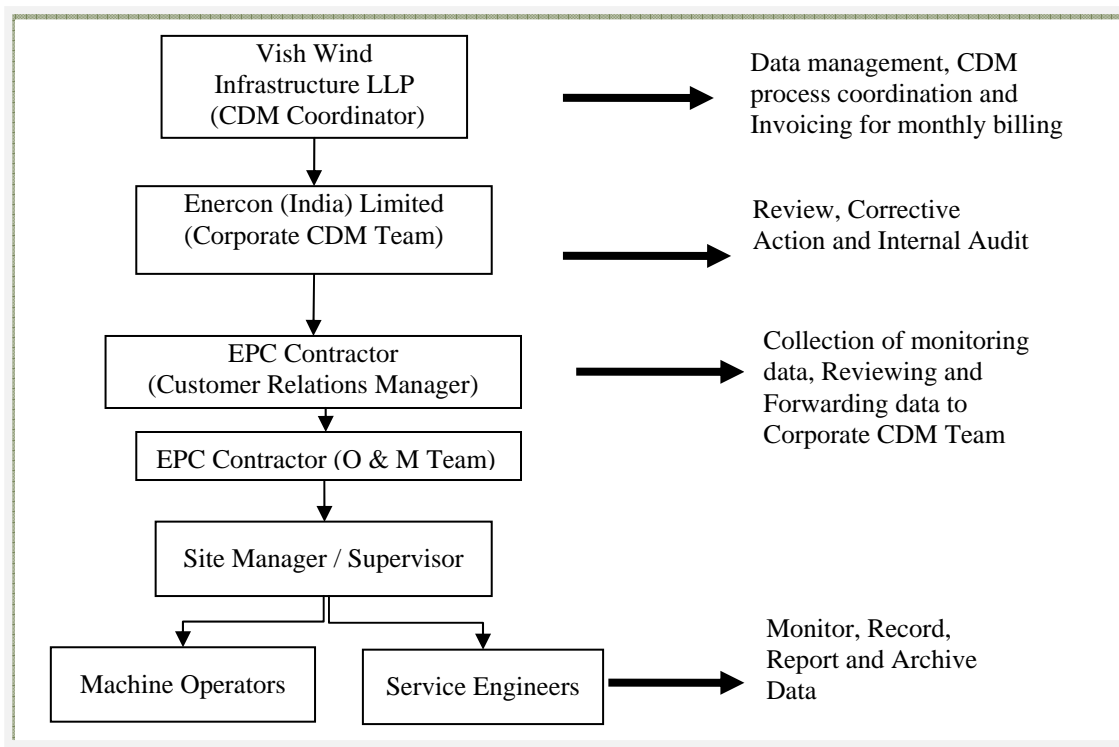 Vish Wind
Infrastructure LLP
(CDM Coordinator)
Data management, CDM
process coordination and
Invoicing for monthly billing
Enercon (India) Limited
(Corporate CDM Team)
Review, Corrective
Action and Internal Audit
EPC Contractor
(Customer Relations Manager)
Collection of monitoring
data, Reviewing and
Forwarding data to
Corporate CDM Team
EPC Contractor (O & M Team)
Site Manager / Supervisor
Machine Operators
Service Engineers
Monitor, Record,
Report and Archive
Data